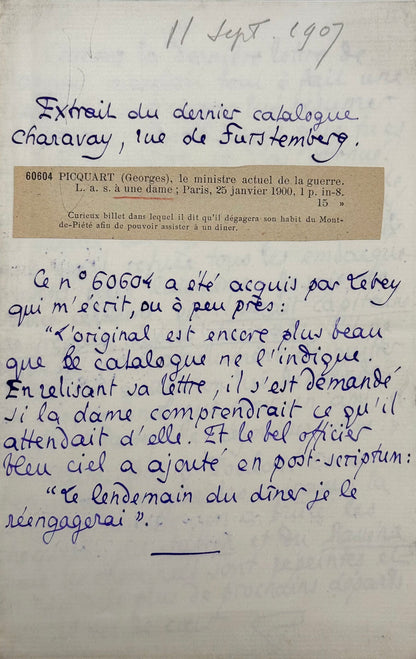 11 Sept. 1907
Extrait du dernier catalogue
Charavay, rue de Furstemberg.
60604 PICQUART (Georges), le ministre actuel de la guerre.
L. a. s. à une dame ; Paris, 25 janvier 1900, 1 p. in-8.
15 »
Curieux billet dans lequel il dit qu'il dégagera son habit du Mont-
de-Piété afin de pouvoir assister à un dîner.
Ce n° 60604 a été acquis par Tébey
qui m'écrit, ou à peu près :
"L'original est encore plus beau
que le catalogue ne l'indique.
En relisant sa lettre, il s'est demandé
si la dame comprendrait ce qu'il
attendait d'elle. Et le bel officier
bleu ciel a ajouté en post-scriptum :
"Le lendemain du dîner je le
réengagerai".